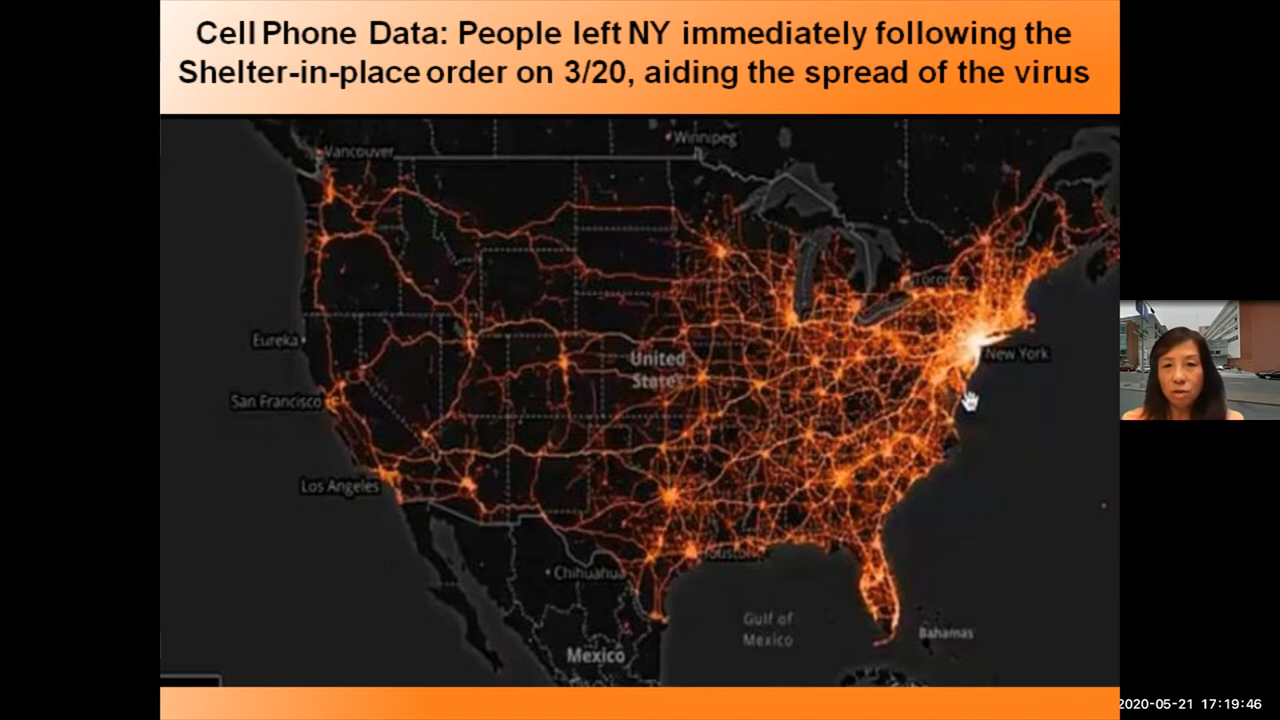 Cell Phone Data: People left NY immediately following the
Shelter-in-place order on 3/20, aiding the spread of the virus
Winnipeg
Vancouver
Toronto
Eureka
United
States
New York
San Francisco
Los Angeles
Houston
Chihuahua
Gulf of
Mexico
Bahamas
Mexico
2020-05-21 17:19:46